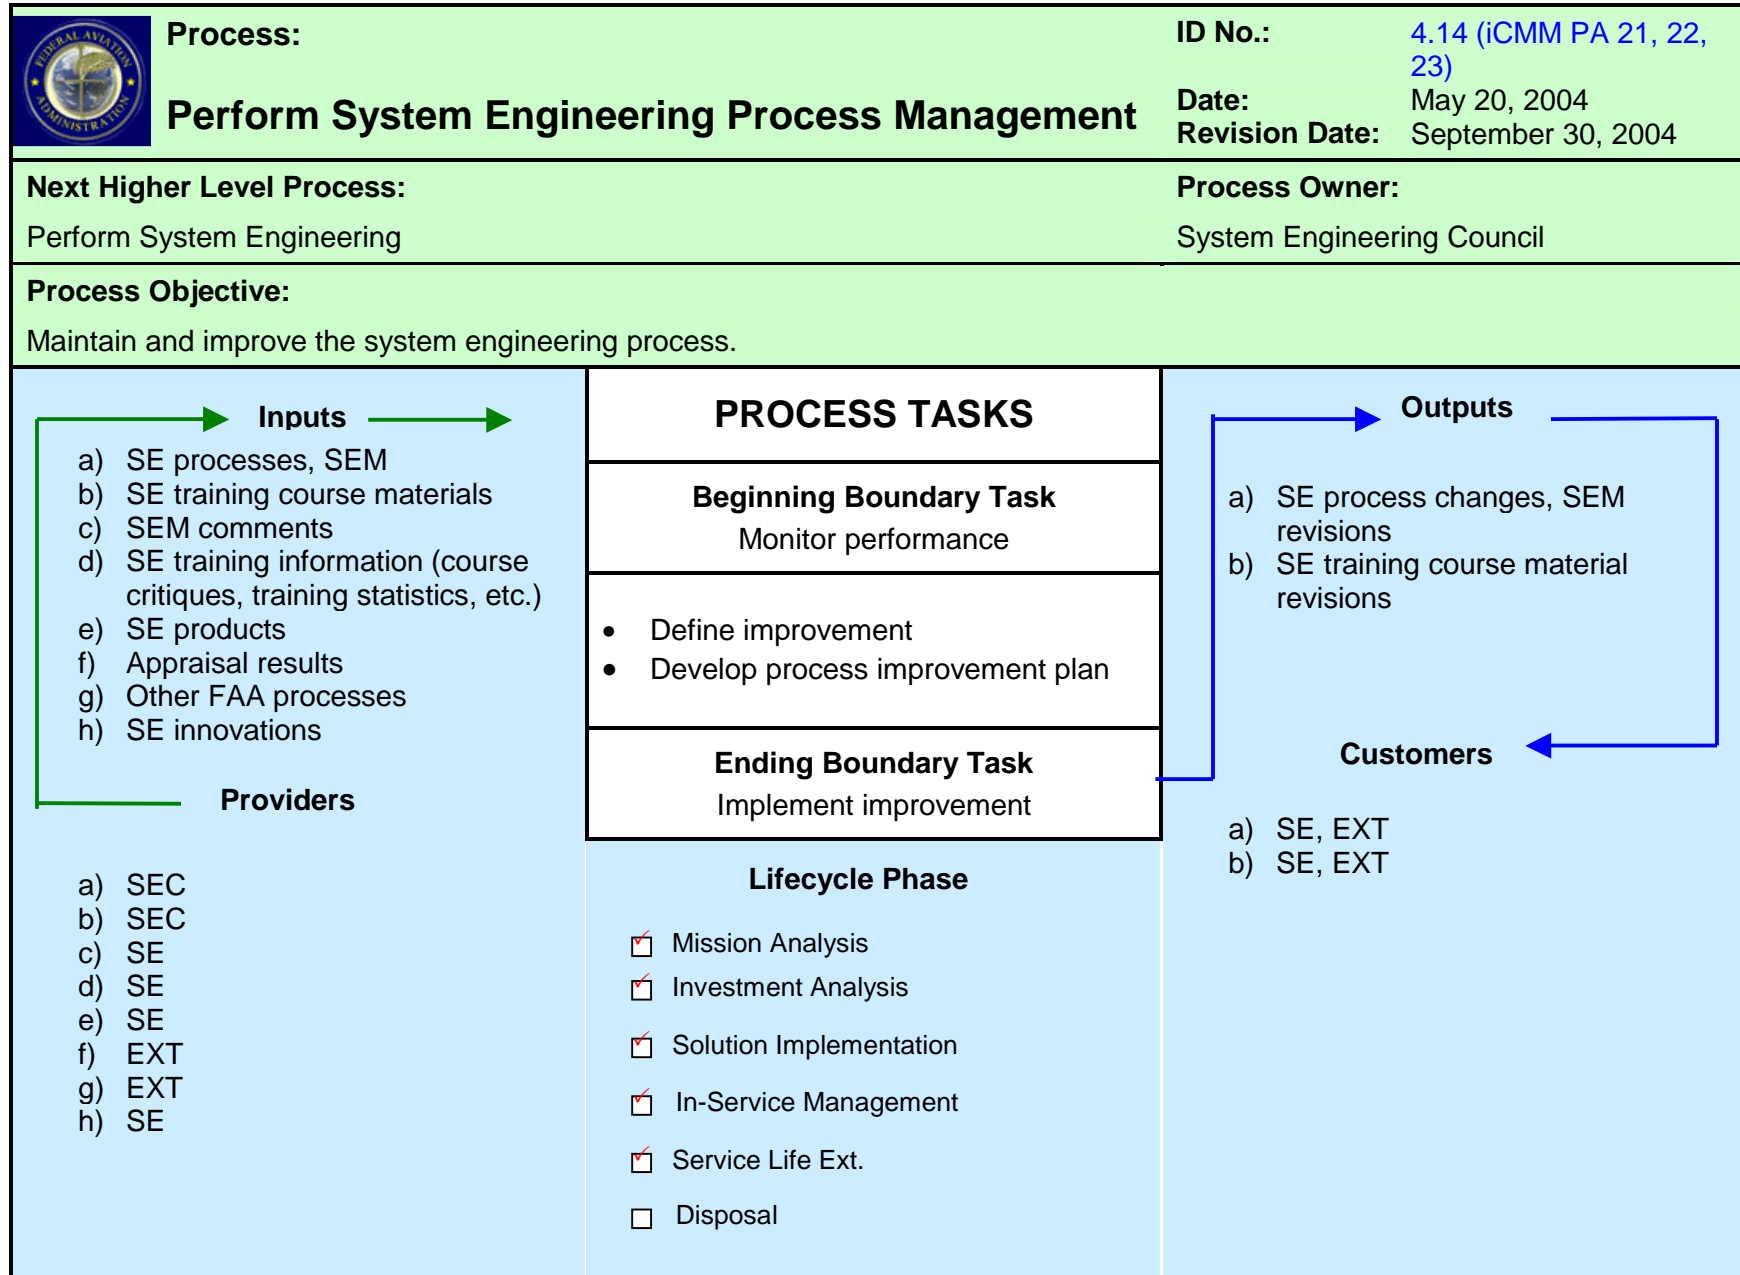 FEDERAL AVIATION
ADMINISTRATION
Process:
Perform System Engineering Process Management
ID No.: 4.14 (iCMM PA 21, 22,
23)
Date: May 20, 2004
Revision Date: September 30, 2004
Next Higher Level Process:
Perform System Engineering
Process Owner:
System Engineering Council
Process Objective:
Maintain and improve the system engineering process.
Inputs
a) SE processes, SEM
b) SE training course materials
c) SEM comments
d) SE training information (course
critiques, training statistics, etc.)
e) SE products
f) Appraisal results
g) Other FAA processes
h) SE innovations
Providers
a) SEC
b) SEC
c) SE
d) SE
e) SE
f) EXT
g) EXT
h) SE
PROCESS TASKS
Beginning Boundary Task
Monitor performance
• Define improvement
• Develop process improvement plan
Ending Boundary Task
Implement improvement
Lifecycle Phase
Mission Analysis
Investment Analysis
Solution Implementation
In-Service Management
Service Life Ext.
Disposal
Outputs
a) SE process changes, SEM
revisions
b) SE training course material
revisions
Customers
a) SE, EXT
b) SE, EXT